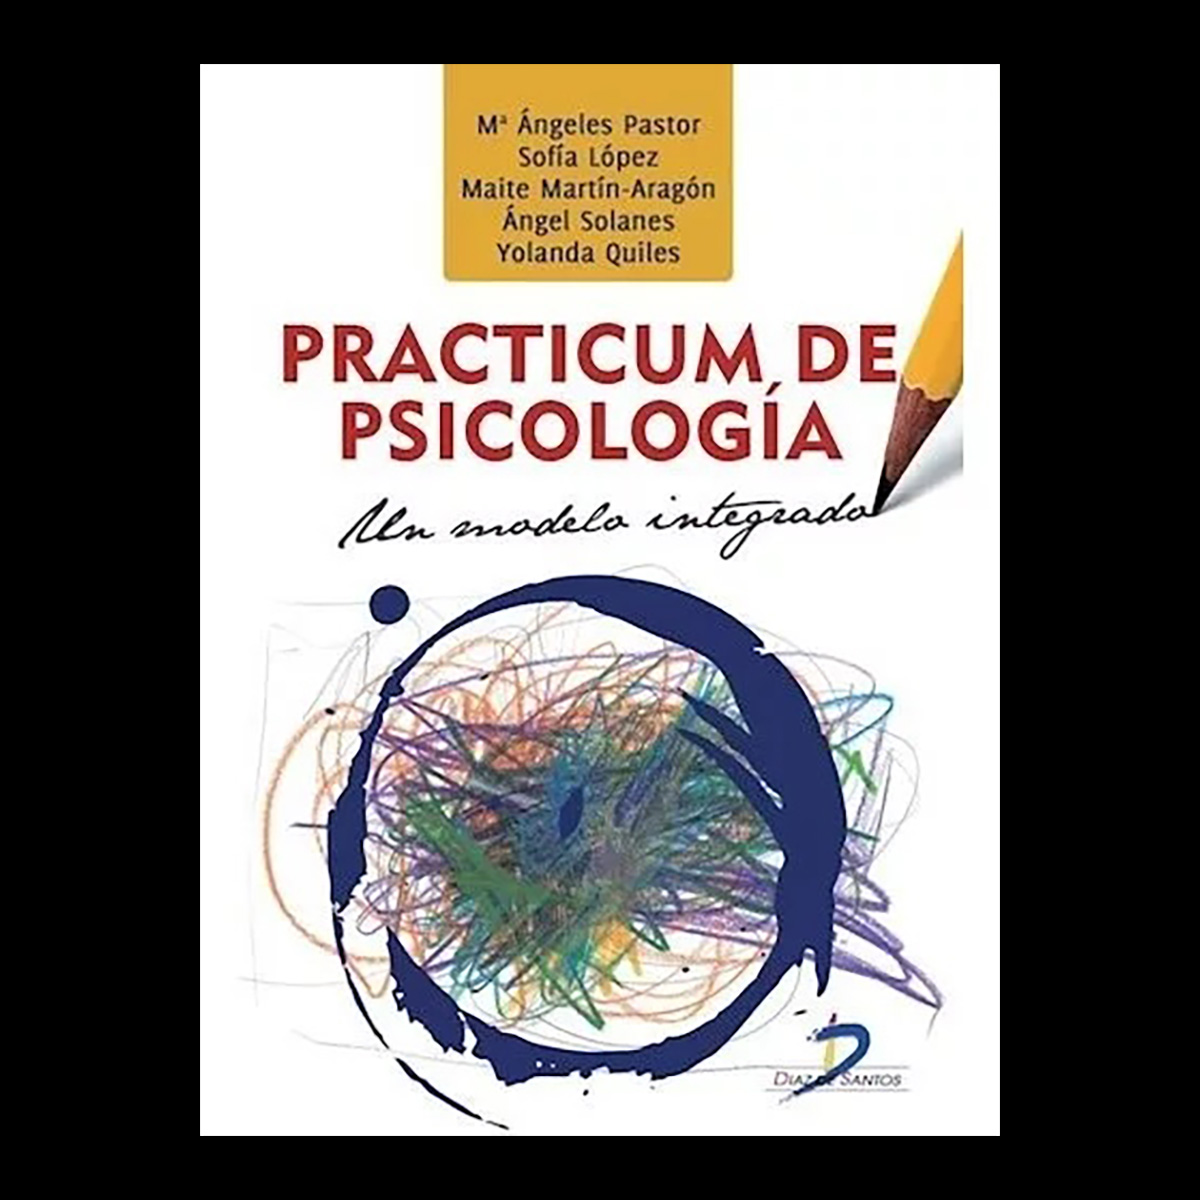 Mª Ángeles Pastor
Sofía López
Maite Martín-Aragón
Ángel Solanes
Yolanda Quiles
PRACTICUM DE
PSICOLOGÍA
Un modelo integrado
DIAZ DE SANTOS